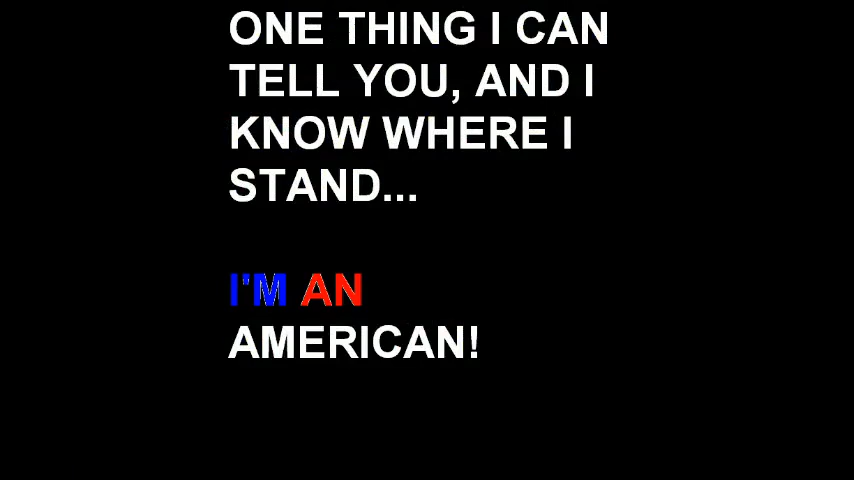 ONE THING I CAN
TELL YOU, AND I
KNOW WHERE I
STAND...
I'M AN
AMERICAN!